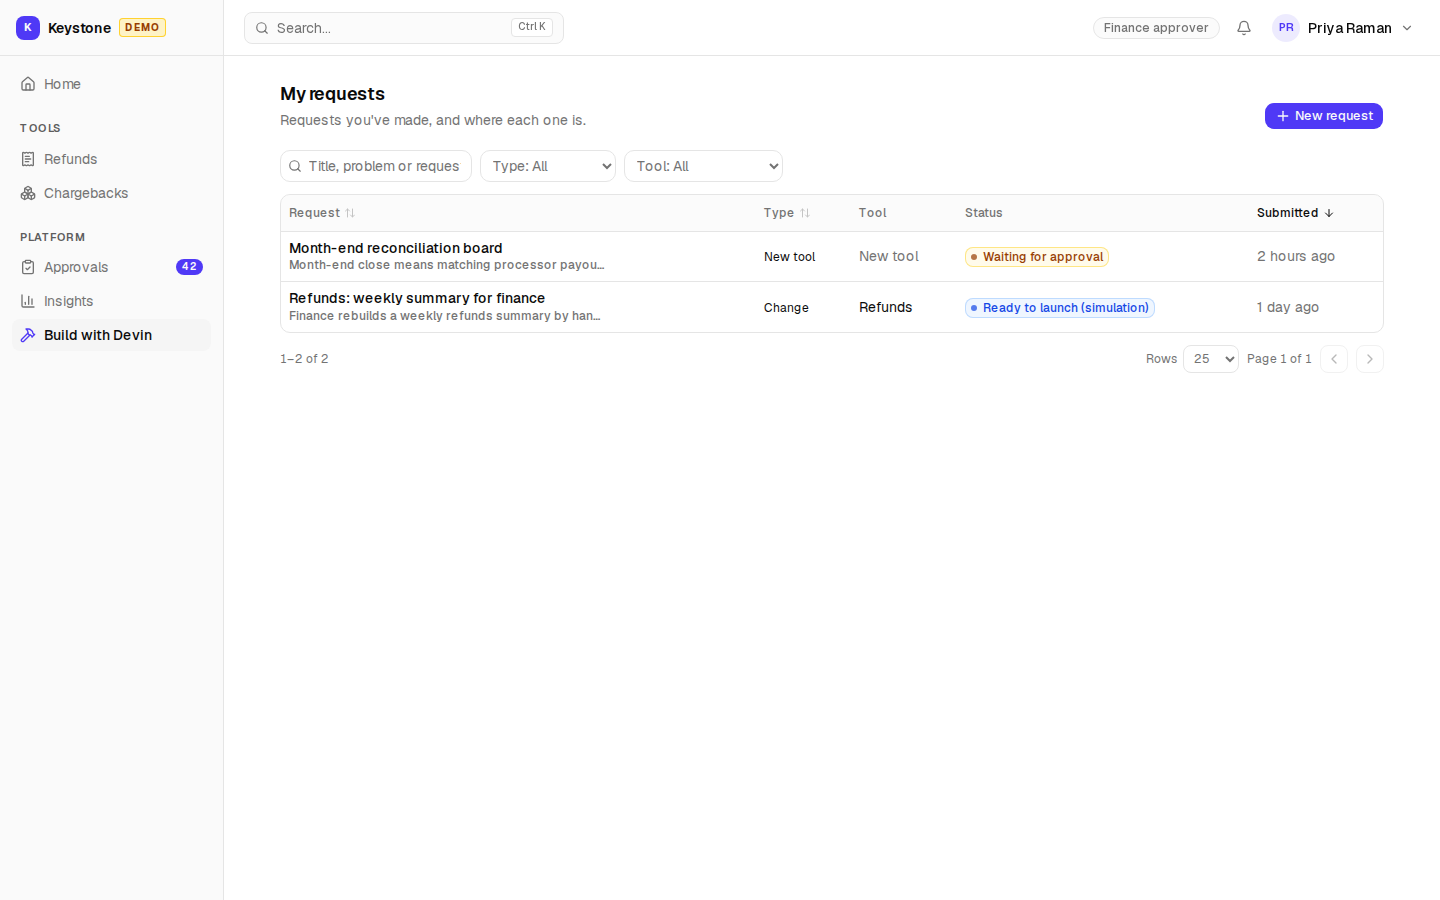 K Keystone DEMO
Search...
Ctrl K
Finance approver
PR Priya Raman
Home
TOOLS
Refunds
Chargebacks
PLATFORM
Approvals 42
Insights
Build with Devin
My requests
Requests you've made, and where each one is.
New request
Title, problem or reques
Type: All
Tool: All
Request Type Tool Status Submitted
Month-end reconciliation board
Month-end close means matching processor payou...
New tool New tool Waiting for approval 2 hours ago
Refunds: weekly summary for finance
Finance rebuilds a weekly refunds summary by han...
Change Refunds Ready to launch (simulation) 1 day ago
1–2 of 2
Rows 25 Page 1 of 1